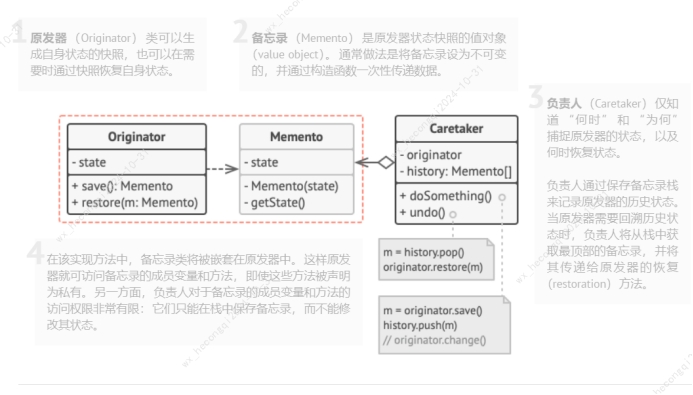 1
原发器 （Originator） 类可以生
成自身状态的快照， 也可以在需
要时通过快照恢复自身状态。
2
备忘录 （Memento） 是原发器状态快照的值对象
（value object）。 通常做法是将备忘录设为不可变
的， 并通过构造函数一次性传递数据。
3
负责人 （Caretaker） 仅知
道 “何时” 和 “为何”
捕捉原发器的状态， 以及
何时恢复状态。
负责人通过保存备忘录栈
来记录原发器的历史状态。
当原发器需要回溯历史状
态时， 负责人将从栈中获
取最顶部的备忘录， 并将
其传递给原发器的恢复
（restoration） 方法。
Originator
- state
+ save(): Memento
+ restore(m: Memento)
Memento
- state
- Memento(state)
- getState()
Caretaker
- originator
- history: Memento[]
+ doSomething()
+ undo()
m = history.pop()
originator.restore(m)
m = originator.save()
history.push(m)
// originator.change()
4
在该实现方法中， 备忘录类将被嵌套在原发器中。 这样原发
器就可访问备忘录的成员变量和方法， 即使这些方法被声明
为私有。 另一方面， 负责人对于备忘录的成员变量和方法的
访问权限非常有限： 它们只能在栈中保存备忘录， 而不能修
改其状态。